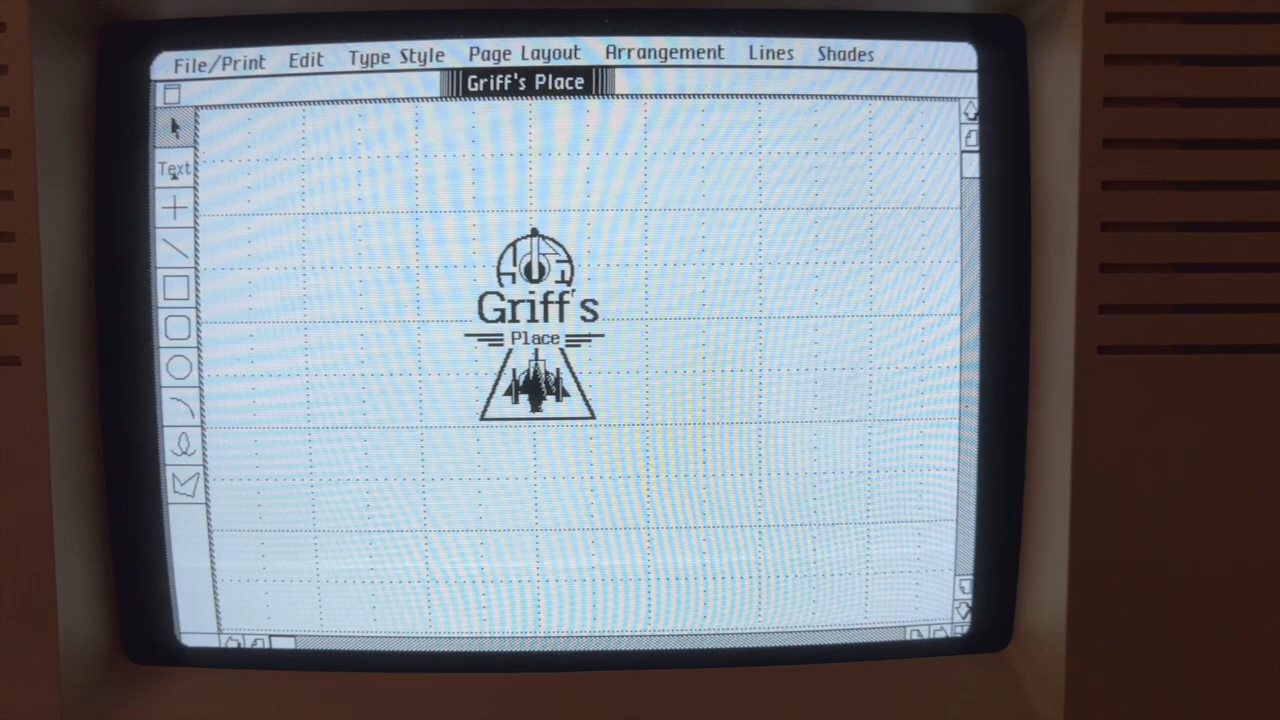 File/Print Edit Type Style Page Layout Arrangement Lines Shades
Griff's Place
Text
Griff's
Place